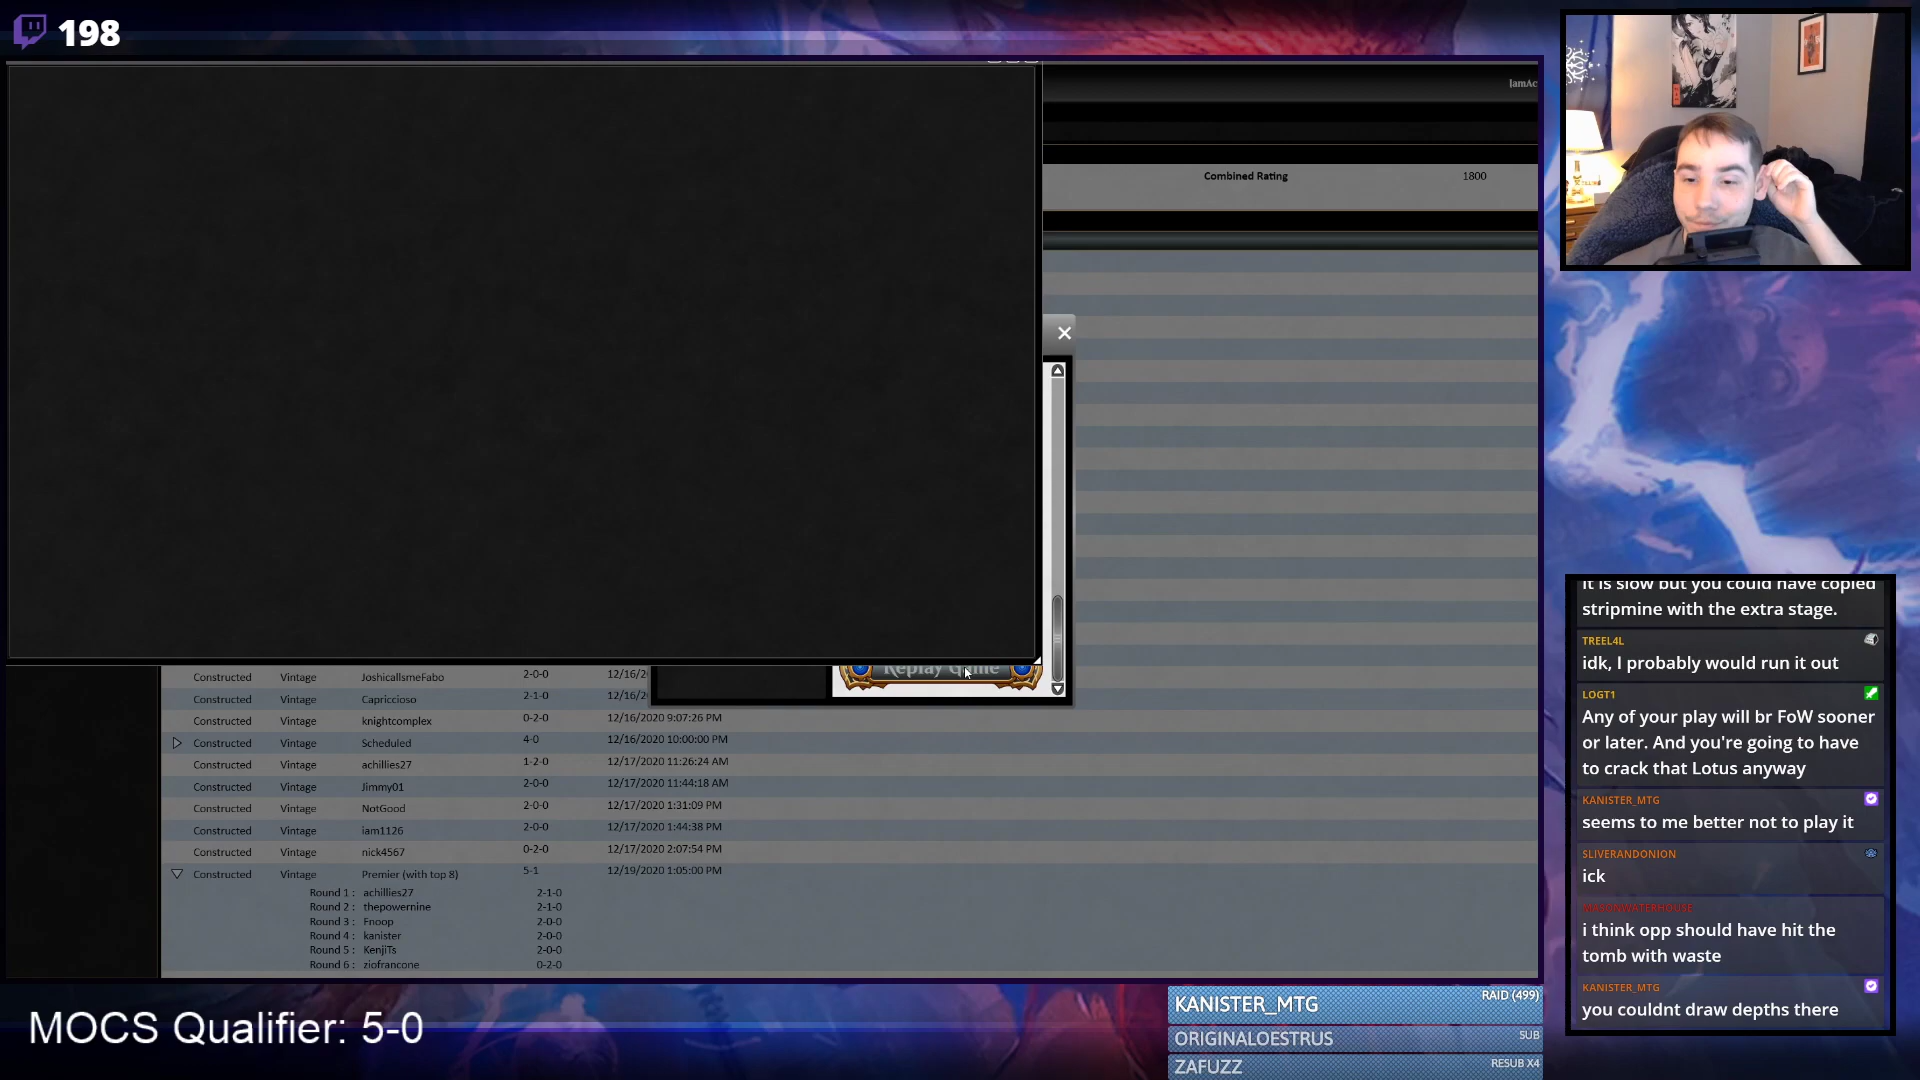 198
JamAc
Combined Rating 1800
Replay Game
Constructed Vintage JoshicallsmeFabo 2-0-0 12/16/2
Constructed Vintage Capriccioso 2-1-0 12/16/2
Constructed Vintage knightcomplex 0-2-0 12/16/2020 9:07:26 PM
Constructed Vintage Scheduled 4-0 12/16/2020 10:00:00 PM
Constructed Vintage achillies27 1-2-0 12/17/2020 11:26:24 AM
Constructed Vintage Jimmy01 2-0-0 12/17/2020 11:44:18 AM
Constructed Vintage NotGood 2-0-0 12/17/2020 1:31:09 PM
Constructed Vintage iam1126 2-0-0 12/17/2020 1:44:38 PM
Constructed Vintage nick4567 0-2-0 12/17/2020 2:07:54 PM
Constructed Vintage Premier (with top 8) 5-1 12/19/2020 1:05:00 PM
Round 1 : achillies27 2-1-0
Round 2 : thepowernine 2-1-0
Round 3 : Fnoop 2-0-0
Round 4 : kanister 2-0-0
Round 5 : KenjiTs 2-0-0
Round 6 : ziofrancone 0-2-0
It is slow but you could have copied
stripmine with the extra stage.
TREEL4L
idk, I probably would run it out
LOGT1
Any of your play will br FoW sooner
or later. And you're going to have
to crack that Lotus anyway
KANISTER_MTG
seems to me better not to play it
SLIVERANDONION
ick
MASONWATERHOUSE
i think opp should have hit the
tomb with waste
KANISTER_MTG
you couldnt draw depths there
MOCS Qualifier: 5-0
KANISTER_MTG RAID (499)
ORIGINALOESTRUS SUB
ZAFUZZ RESUB X4